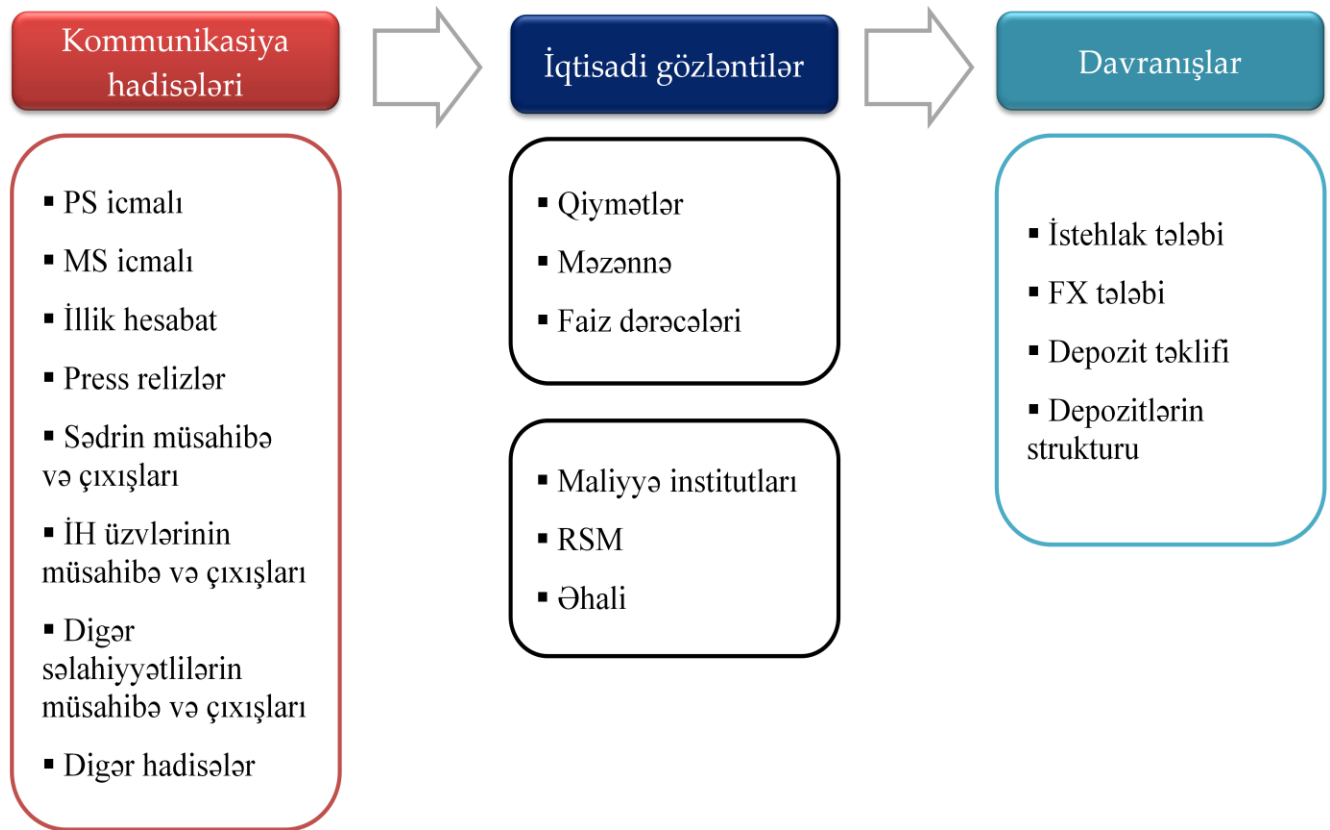 Kommunikasiya
hadisələri
▪ PS icmalı
▪ MS icmalı
▪ İllik hesabat
▪ Press relizlər
▪ Sədrin müsahibə
və çıxışları
▪ İH üzvlərinin
müsahibə və çıxışları
▪ Digər
səlahiyyətlilərin
müsahibə və çıxışları
▪ Digər hadisələr
İqtisadi gözləntilər
▪ Qiymətlər
▪ Məzənnə
▪ Faiz dərəcələri
▪ Maliyyə institutları
▪ RSM
▪ Əhali
Davranışlar
▪ İstehlak tələbi
▪ FX tələbi
▪ Depozit təklifi
▪ Depozitlərin
strukturu